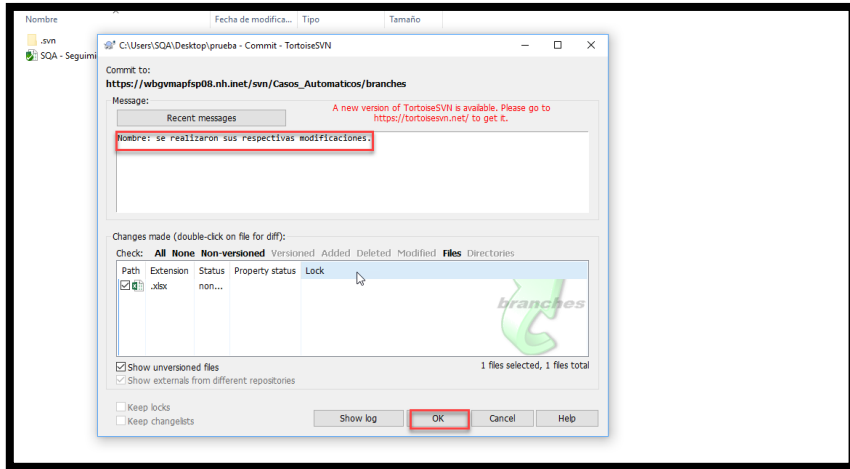 Nombre Fecha de modifica... Tipo Tamaño
.svn
SQA - Seguimi
C:\Users\SQA\Desktop\prueba - Commit - TortoiseSVN
Commit to:
https://wbgvmapfsp08.nh.inet/svn/Casos_Automaticos/branches
Message:
Recent messages
A new version of TortoiseSVN is available. Please go to
https://tortoisesvn.net/ to get it.
Nombre: se realizaron sus respectivas modificaciones.
Changes made (double-click on file for diff):
Check: All None Non-versioned Versioned Added Deleted Modified Files Directories
Path Extension Status Property status Lock
.xlsx non...
branches
Show unversioned files
1 files selected, 1 files total
Show externals from different repositories
Keep locks
Keep changelists
Show log OK Cancel Help